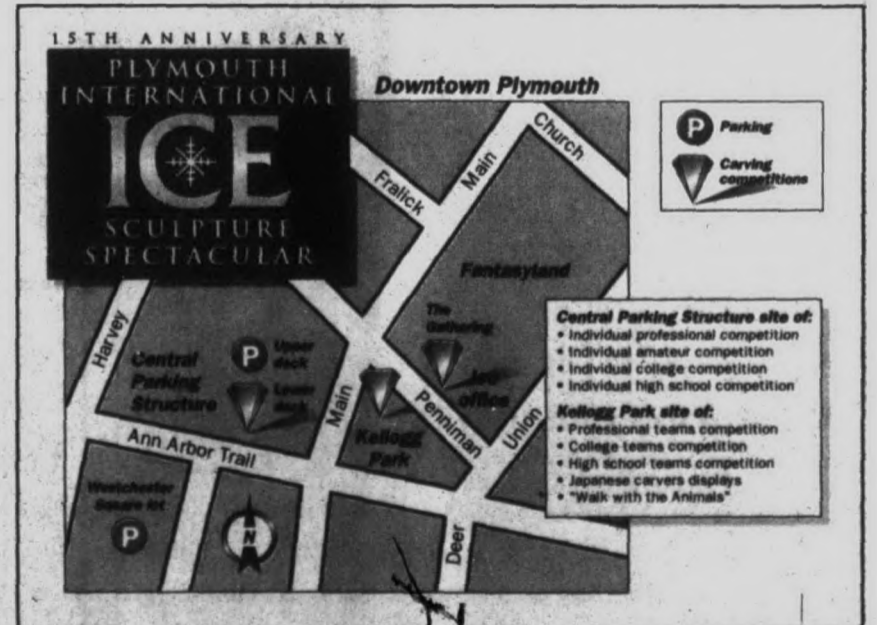 15TH ANNIVERSARY
PLYMOUTH
INTERNATIONAL
ICE
SCULPTURE
SPECTACULAR
Downtown Plymouth
P Parking
Carving
competitions
Fralick
Main
Church
Fantasyland
The
Gathering
Ice
office
Harvey
Central
Parking
Structure
P Upper
deck
Lower
deck
Main
Kellogg
Park
Penniman
Union
Ann Arbor Trail
Westchester
Square lot
P
N
Deer
Central Parking Structure site of:
• Individual professional competition
• Individual amateur competition
• Individual college competition
• Individual high school competition
Kellogg Park site of:
• Professional teams competition
• College teams competition
• High school teams competition
• Japanese carvers displays
• "Walk with the Animals"